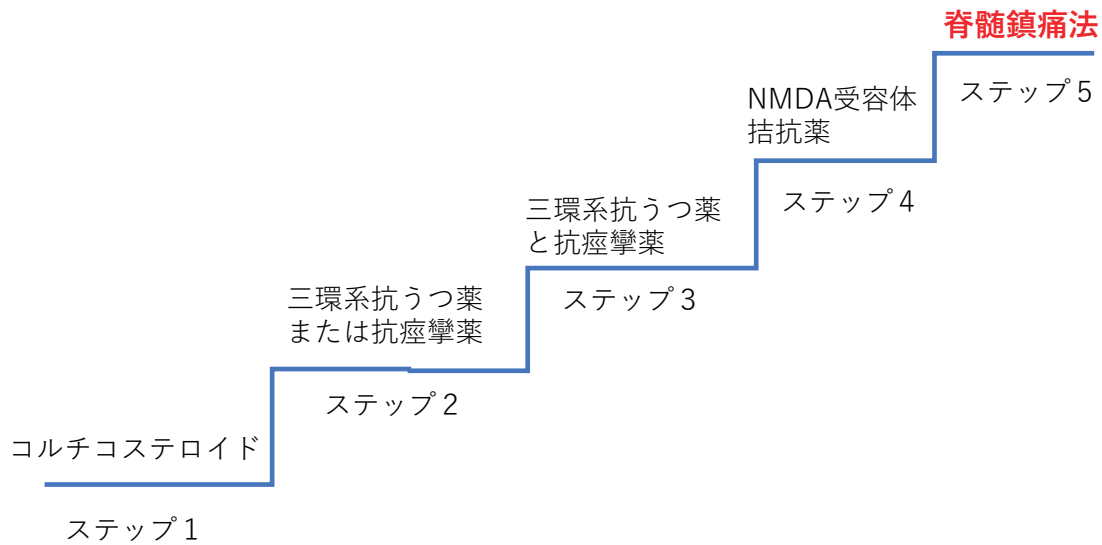 脊髄鎮痛法
ステップ５
NMDA受容体
拮抗薬
ステップ４
三環系抗うつ薬
と抗痙攣薬
ステップ３
三環系抗うつ薬
または抗痙攣薬
ステップ２
コルチコステロイド
ステップ１